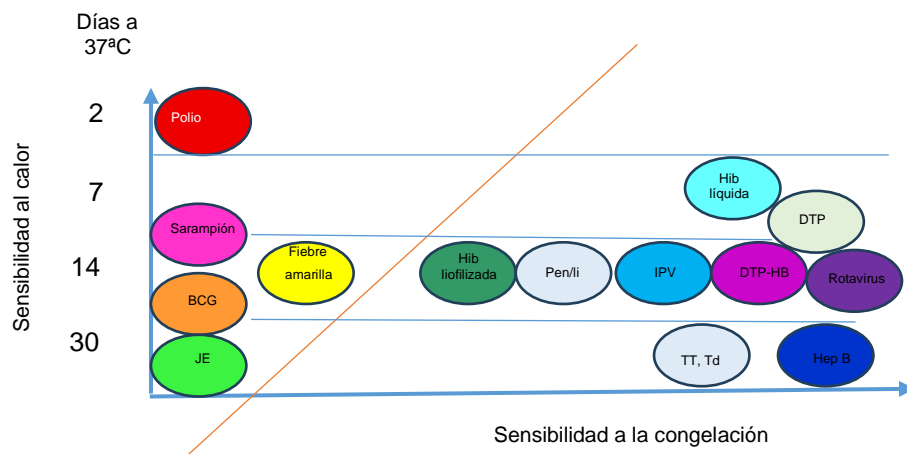 Días a
37ªC
2
Polio
7
Hib
líquida
DTP
Sarampión
14
Fiebre
amarilla
Hib
liofilizada
Pen/li
IPV
DTP-HB
Rotavirus
BCG
30
JE
TT, Td
Hep B
Sensibilidad al calor
Sensibilidad a la congelación